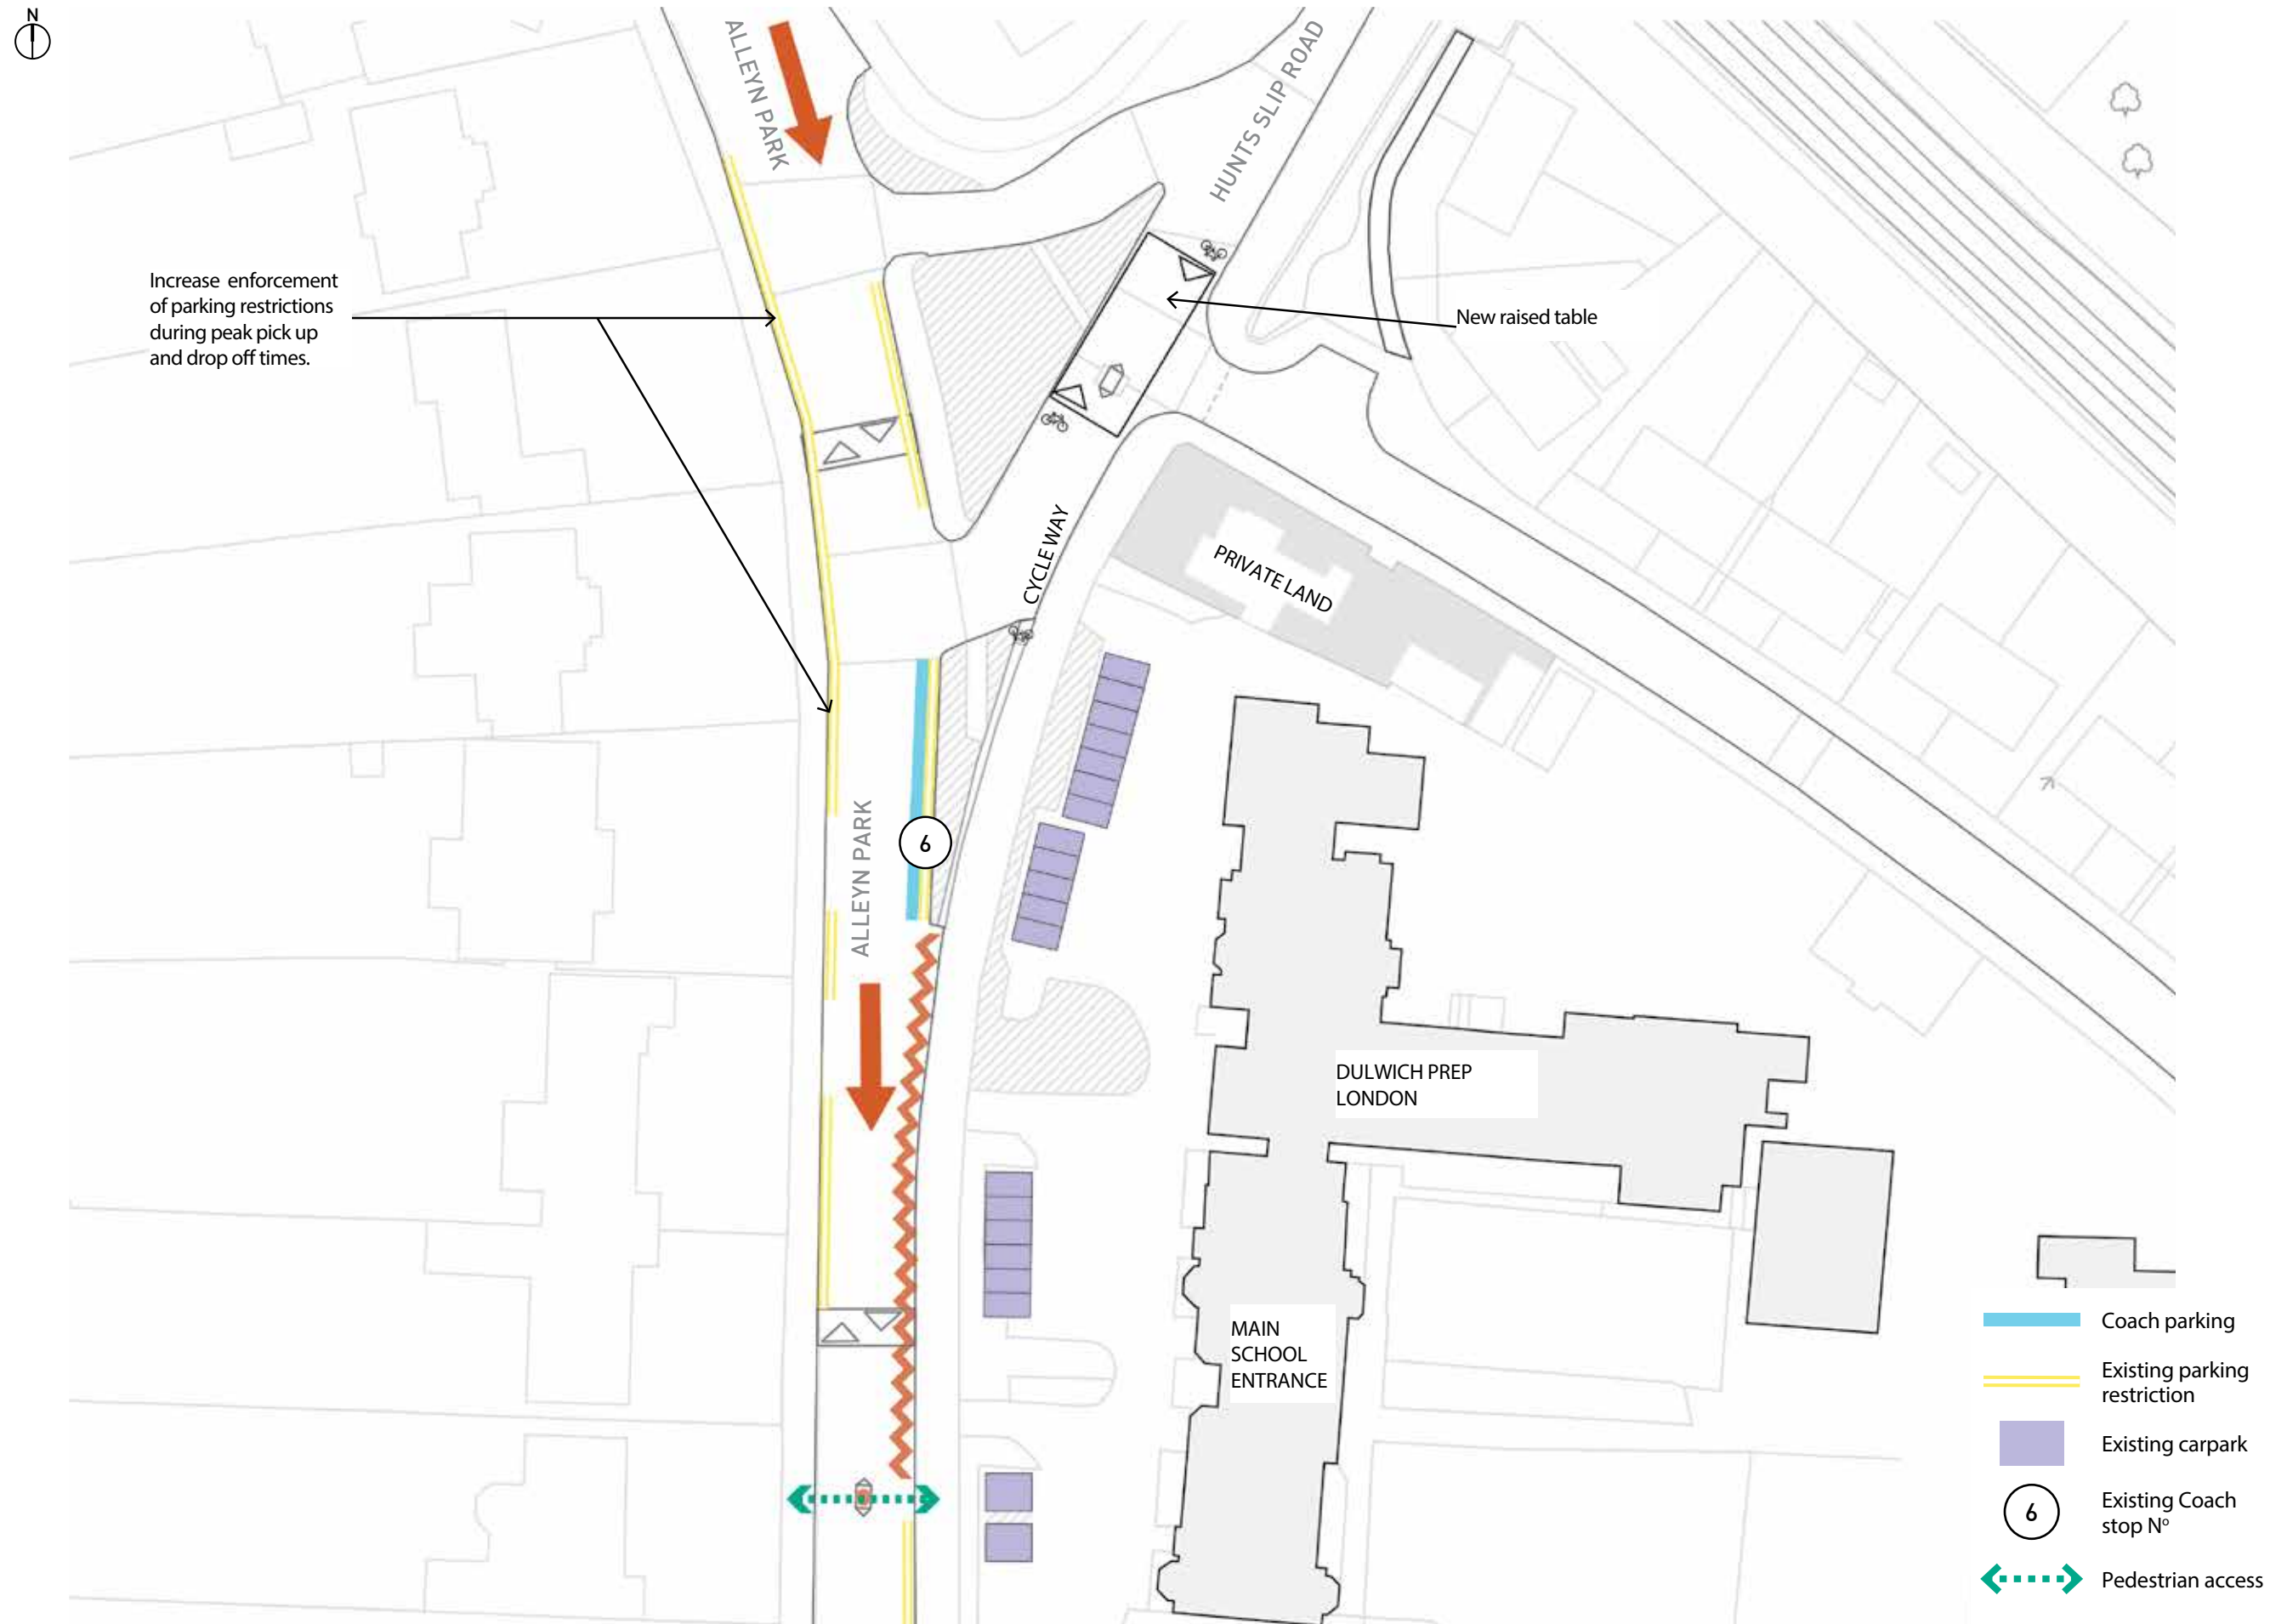 N
ALLEYN PARK
HUNTS SLIP ROAD
Increase enforcement
of parking restrictions
during peak pick up
and drop off times.
New raised table
CYCLE WAY
PRIVATE LAND
ALLEYN PARK
6
DULWICH PREP
LONDON
MAIN
SCHOOL
ENTRANCE
Coach parking
Existing parking
restriction
Existing carpark
6
Existing Coach
stop Nº
Pedestrian access